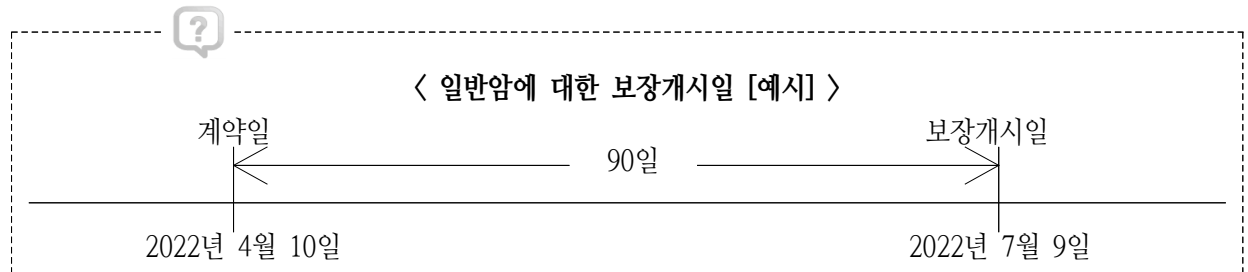 ?
〈 일반암에 대한 보장개시일 [예시] 〉
계약일 보장개시일
90일
2022년 4월 10일 2022년 7월 9일